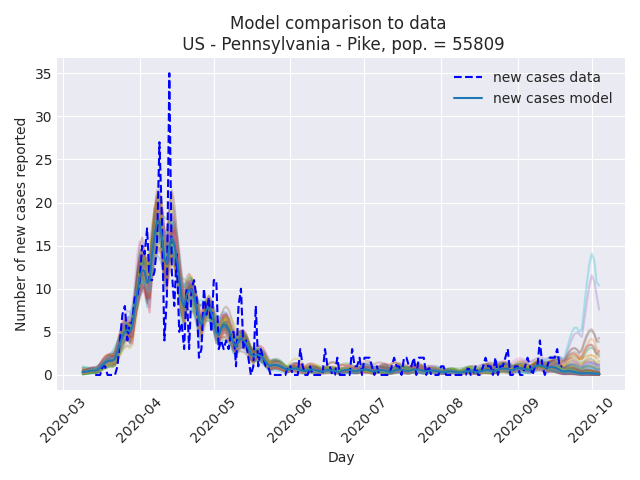 Model comparison to data
US - Pennsylvania - Pike, pop. = 55809
new cases data
new cases model
Number of new cases reported
35
30
25
20
15
10
5
0
2020-03
2020-04
2020-05
2020-06
2020-07
2020-08
2020-09
2020-10
Day